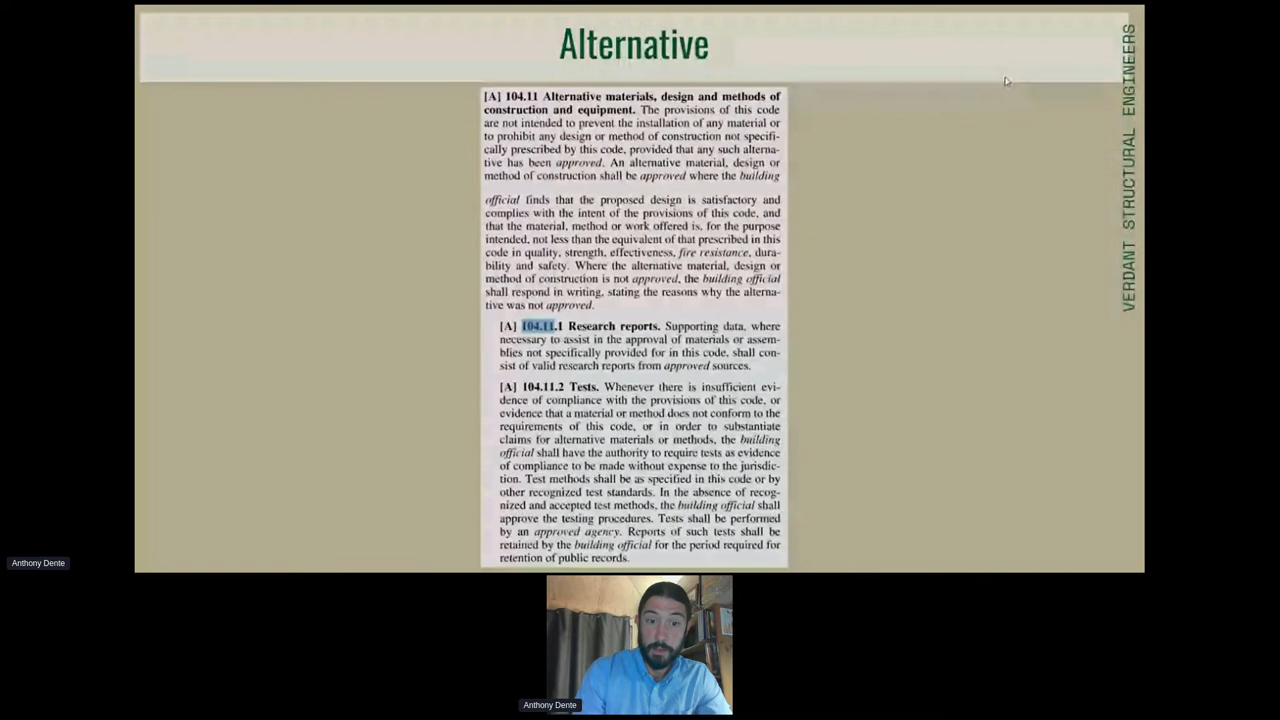 Alternative
VERDANT STRUCTURAL ENGINEERS
[A] 104.11 Alternative materials, design and methods of
construction and equipment. The provisions of this code
are not intended to prevent the installation of any material or
to prohibit any design or method of construction not specifi-
cally prescribed by this code, provided that any such alterna-
tive has been approved. An alternative material, design or
method of construction shall be approved where the building
official finds that the proposed design is satisfactory and
complies with the intent of the provisions of this code, and
that the material, method or work offered is, for the purpose
intended, not less than the equivalent of that prescribed in this
code in quality, strength, effectiveness, fire resistance, dura-
bility and safety. Where the alternative material, design or
method of construction is not approved, the building official
shall respond in writing, stating the reasons why the alterna-
tive was not approved.
[A] 104.11.1 Research reports. Supporting data, where
necessary to assist in the approval of materials or assem-
blies not specifically provided for in this code, shall con-
sist of valid research reports from approved sources.
[A] 104.11.2 Tests. Whenever there is insufficient evi-
dence of compliance with the provisions of this code, or
evidence that a material or method does not conform to the
requirements of this code, or in order to substantiate
claims for alternative materials or methods, the building
official shall have the authority to require tests as evidence
of compliance to be made without expense to the jurisdic-
tion. Test methods shall be as specified in this code or by
other recognized test standards. In the absence of recog-
nized and accepted test methods, the building official shall
approve the testing procedures. Tests shall be performed
by an approved agency. Reports of such tests shall be
retained by the building official for the period required for
retention of public records.
Anthony Dente
Anthony Dente